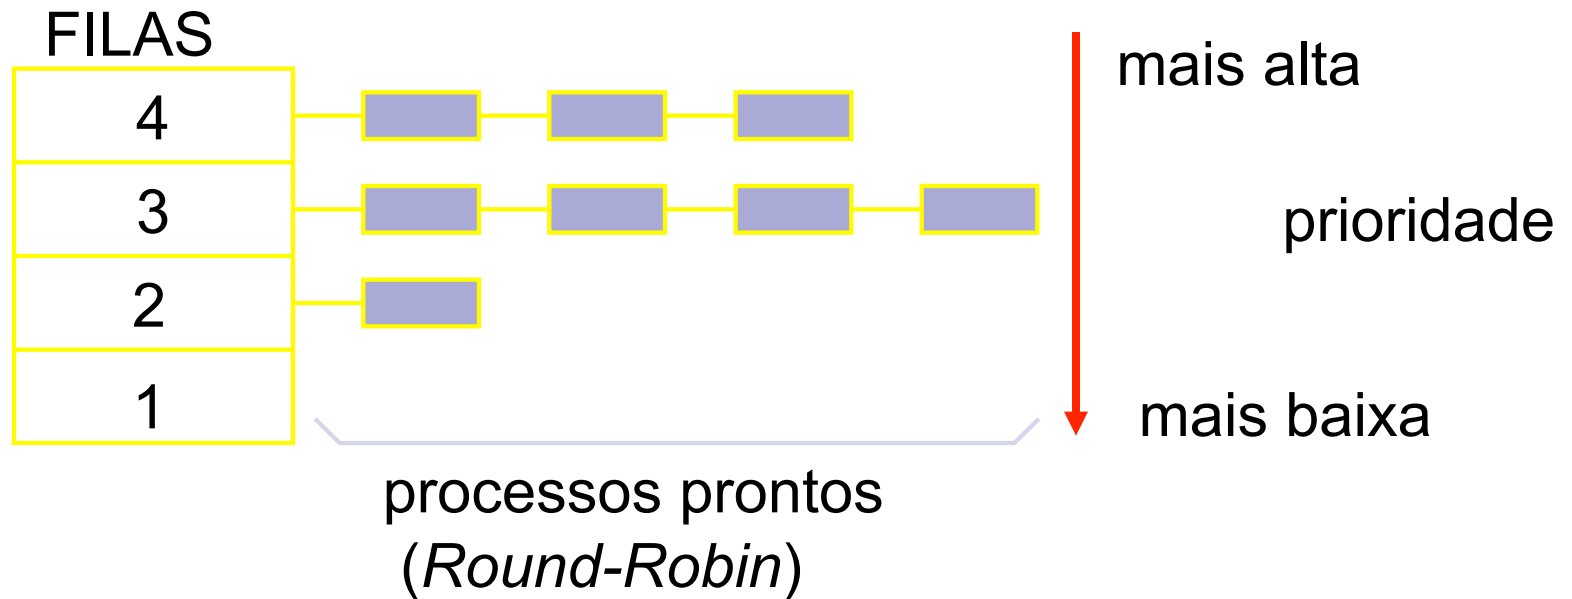 FILAS
4
mais alta
3
prioridade
2
1
mais baixa
processos prontos
(Round-Robin)